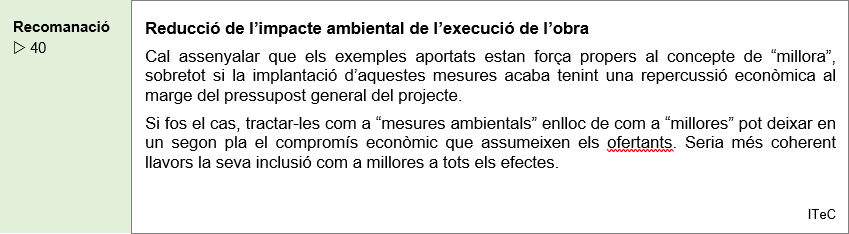 Recomanació
▷ 40
Reducció de l’impacte ambiental de l’execució de l’obra
Cal assenyalar que els exemples aportats estan força propers al concepte de “millora”,
sobretot si la implantació d’aquestes mesures acaba tenint una repercussió econòmica al
marge del pressupost general del projecte.
Si fos el cas, tractar-les com a “mesures ambientals” enlloc de com a “millores” pot deixar en
un segon pla el compromís econòmic que assumeixen els ofertants. Seria més coherent
llavors la seva inclusió com a millores a tots els efectes.
ITeC